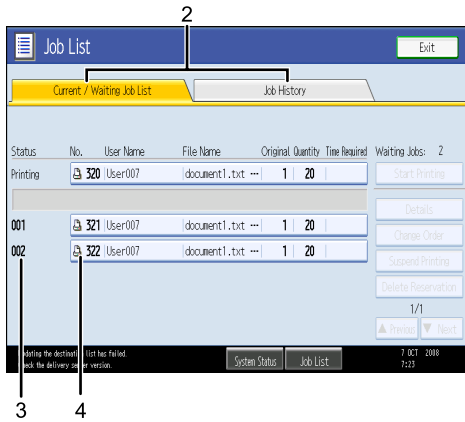 2
Job List
Exit
Current / Waiting Job List
Job History
Status No. User Name File Name Original Quantity Time Required Waiting Jobs: 2
Printing 320 User007 document1.txt ··· 1 20 Start Printing
Details
001 321 User007 document1.txt ··· 1 20
Change Order
002 322 User007 document1.txt ··· 1 20
Suspend Printing
Delete Reservation
1/1
▲ Previous ▼ Next
dating the destination list has failed.
eck the delivery server version.
System Status Job List
7 OCT 2008
7:23
3 4